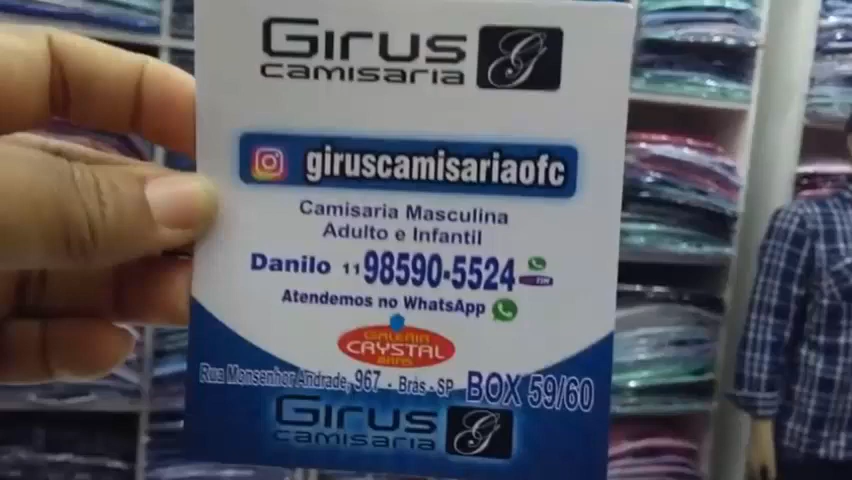 Girus
camisaria
giruscamisariaofc
Camisaria Masculina
Adulto e Infantil
Danilo 11 98590-5524
TIM
Atendemos no WhatsApp
GALERIA
CRYSTAL
BRÁS
Rua Monsenhor Andrade, 967 - Brás - SP BOX 59/60
Girus
camisaria